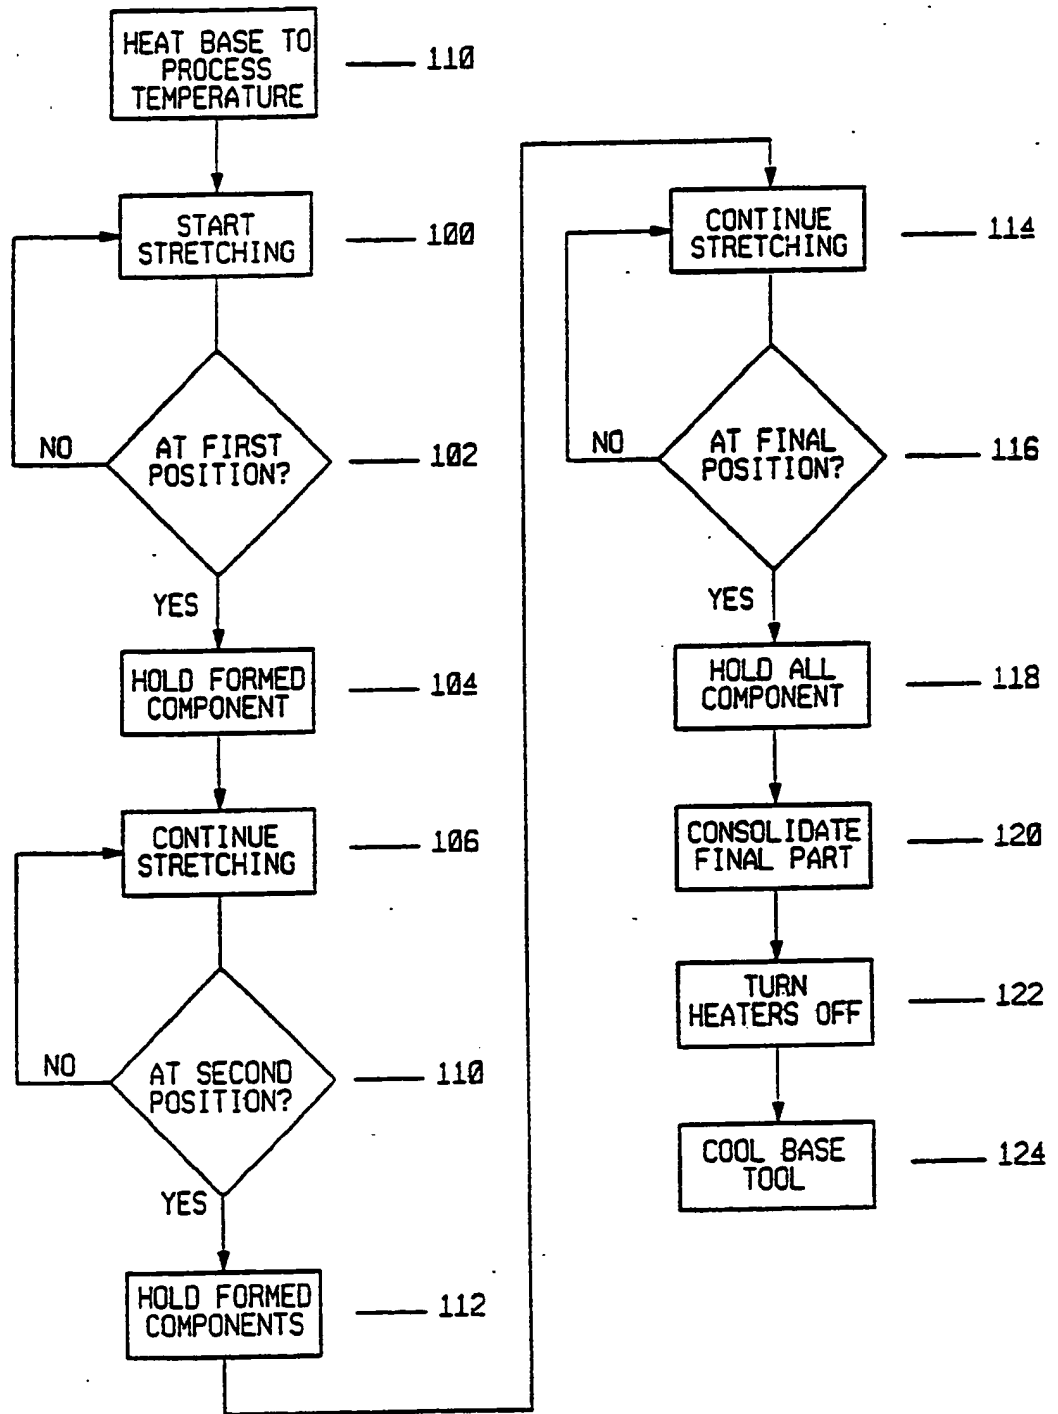 HEAT BASE TO
PROCESS
TEMPERATURE
110
START
STRETCHING
100
AT FIRST
POSITION?
102
NO
YES
HOLD FORMED
COMPONENT
104
CONTINUE
STRETCHING
106
AT SECOND
POSITION?
110
NO
YES
HOLD FORMED
COMPONENTS
112
CONTINUE
STRETCHING
114
AT FINAL
POSITION?
116
NO
YES
HOLD ALL
COMPONENT
118
CONSOLIDATE
FINAL PART
120
TURN
HEATERS OFF
122
COOL BASE
TOOL
124